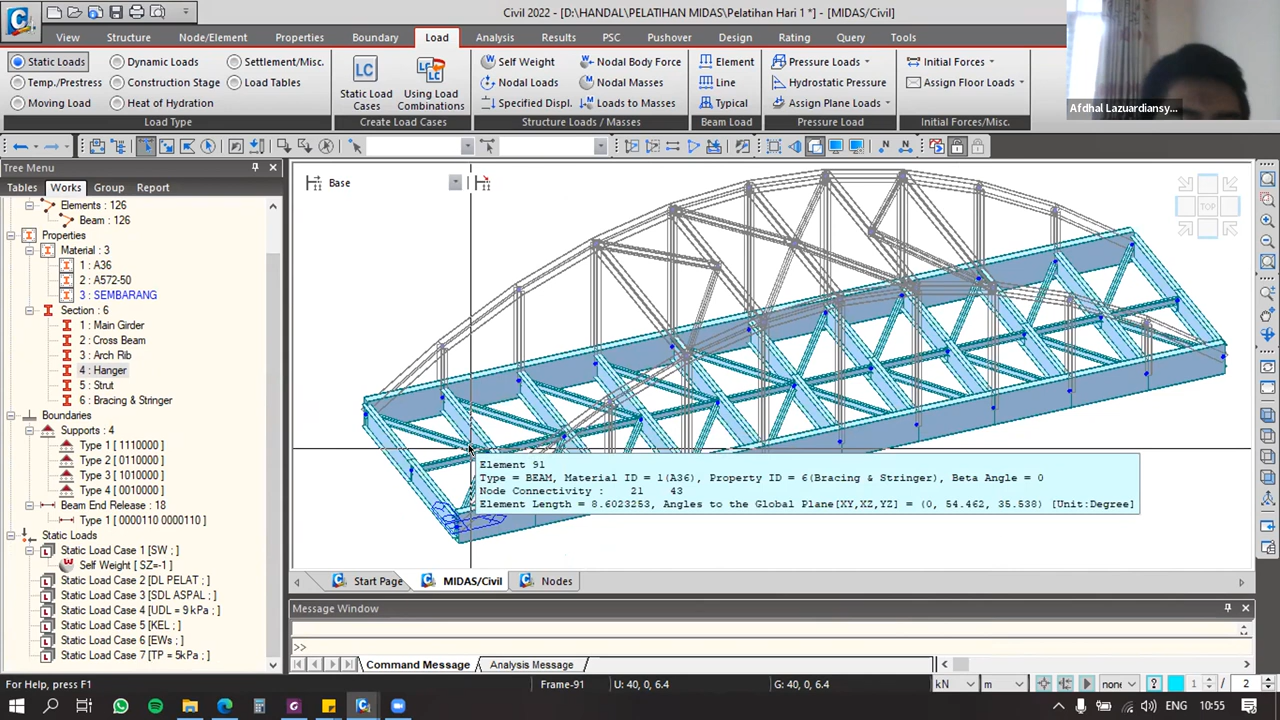 Civil 2022 - [D:\HANDAL\PELATIHAN MIDAS\Pelatihan Hari 1 *] - [MIDAS/Civil]
View Structure Node/Element Properties Boundary Load Analysis Results PSC Pushover Design Rating Query Tools
Static Loads Dynamic Loads Settlement/Misc.
Temp./Prestress Construction Stage Load Tables
Moving Load Heat of Hydration
Load Type
Static Load Cases
Using Load Combinations
Create Load Cases
Self Weight Nodal Body Force
Nodal Loads Nodal Masses
Specified Displ. Loads to Masses
Structure Loads / Masses
Element
Line
Typical
Beam Load
Pressure Loads
Hydrostatic Pressure
Assign Plane Loads
Pressure Load
Initial Forces
Assign Floor Loads
Initial Forces/Misc.
Afdhal Lazuardiansy...
Tree Menu
Tables Works Group Report
Elements : 126
Beam : 126
Properties
Material : 3
1 : A36
2 : A572-50
3 : SEMBARANG
Section : 6
1 : Main Girder
2 : Cross Beam
3 : Arch Rib
4 : Hanger
5 : Strut
6 : Bracing & Stringer
Boundaries
Supports : 4
Type 1 [1110000]
Type 2 [0110000]
Type 3 [1010000]
Type 4 [0010000]
Beam End Release : 18
Type 1 [0000110 0000110]
Static Loads
Static Load Case 1 [SW ; ]
Self Weight [ SZ=-1 ]
Static Load Case 2 [DL PELAT ; ]
Static Load Case 3 [SDL ASPAL ; ]
Static Load Case 4 [UDL = 9 kPa ; ]
Static Load Case 5 [KEL ; ]
Static Load Case 6 [EWs ; ]
Static Load Case 7 [TP = 5kPa ; ]
Base
TOP
Element 91
Type = BEAM, Material ID = 1(A36), Property ID = 6(Bracing & Stringer), Beta Angle = 0
Node Connectivity : 21 43
Element Length = 8.6023253, Angles to the Global Plane[XY,XZ,YZ] = (0, 54.462, 35.538) [Unit:Degree]
Start Page MIDAS/Civil Nodes
Message Window
>>
Command Message Analysis Message
For Help, press F1
Frame-91
U: 40, 0, 6.4
G: 40, 0, 6.4
kN
m
none
1 / 2
ENG 10:55